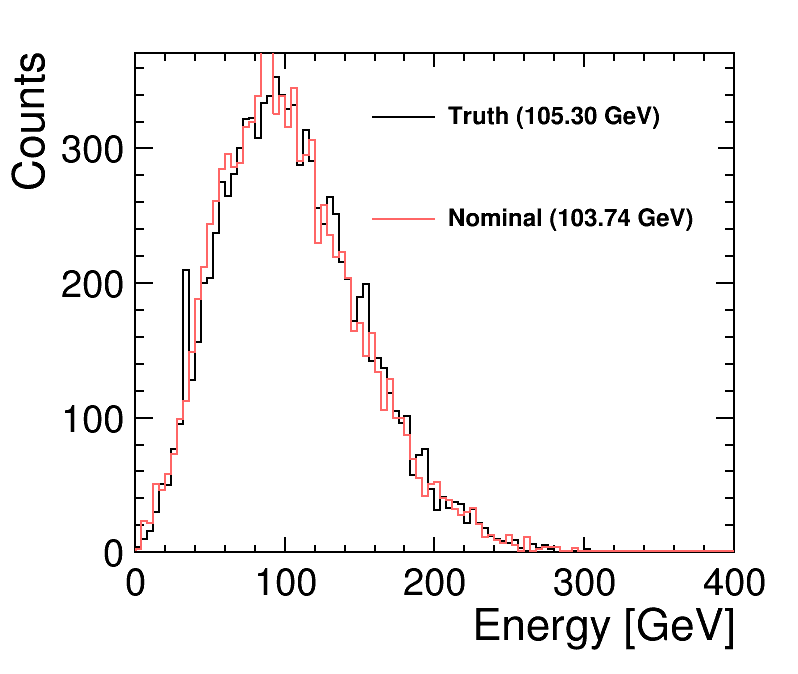 Counts
300
200
100
0
Truth (105.30 GeV)
Nominal (103.74 GeV)
0 100 200 300 400
Energy [GeV]